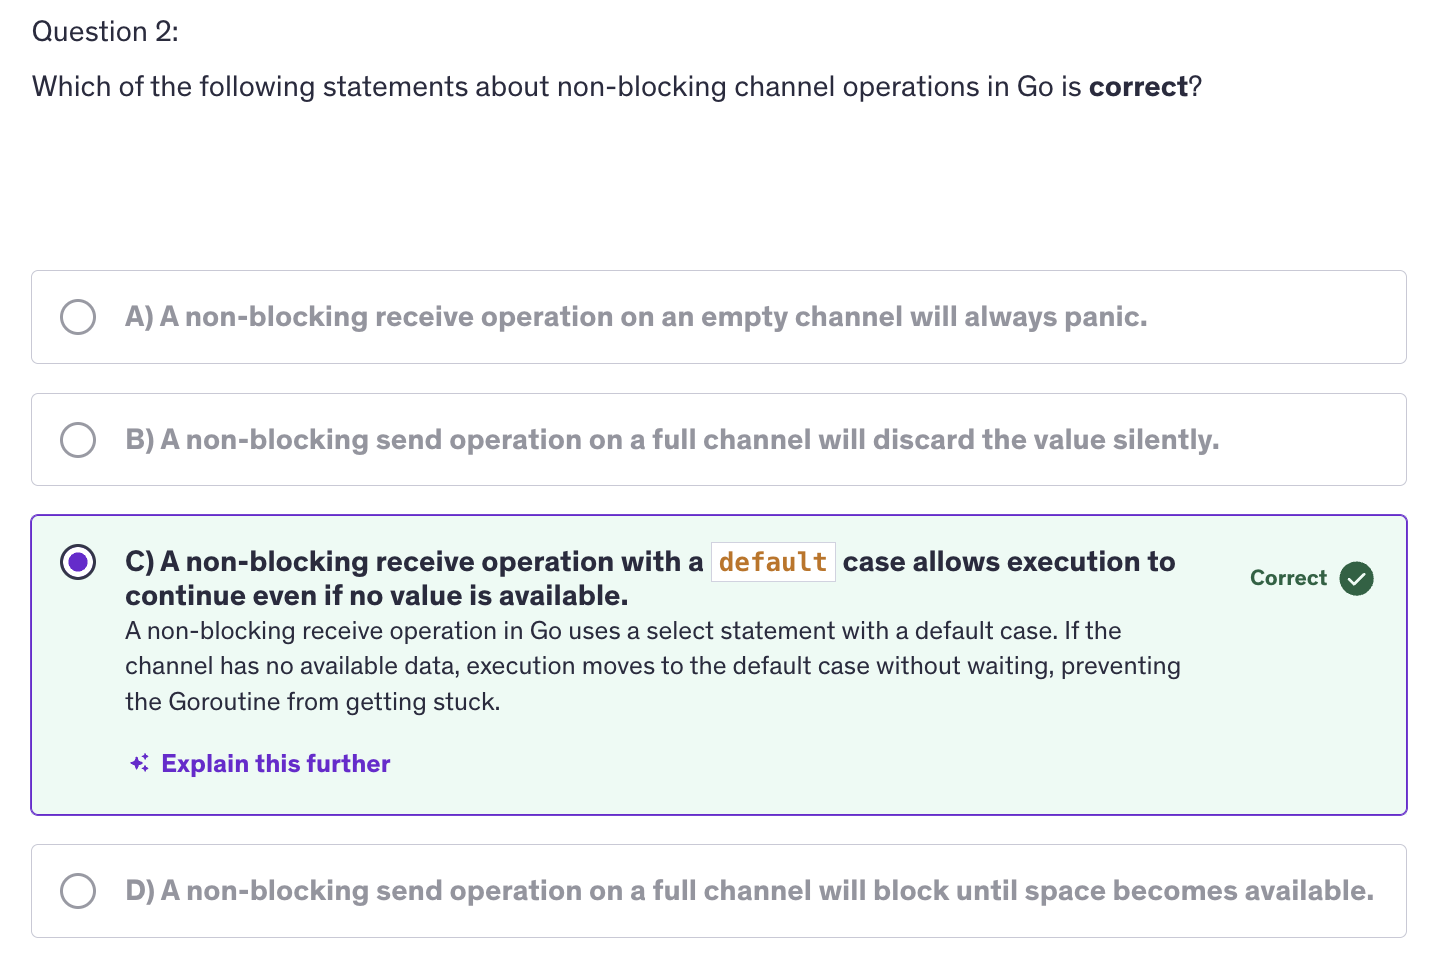 Question 2:
Which of the following statements about non-blocking channel operations in Go is correct?
A) A non-blocking receive operation on an empty channel will always panic.
B) A non-blocking send operation on a full channel will discard the value silently.
C) A non-blocking receive operation with a default case allows execution to
continue even if no value is available.
Correct
A non-blocking receive operation in Go uses a select statement with a default case. If the
channel has no available data, execution moves to the default case without waiting, preventing
the Goroutine from getting stuck.
Explain this further
D) A non-blocking send operation on a full channel will block until space becomes available.